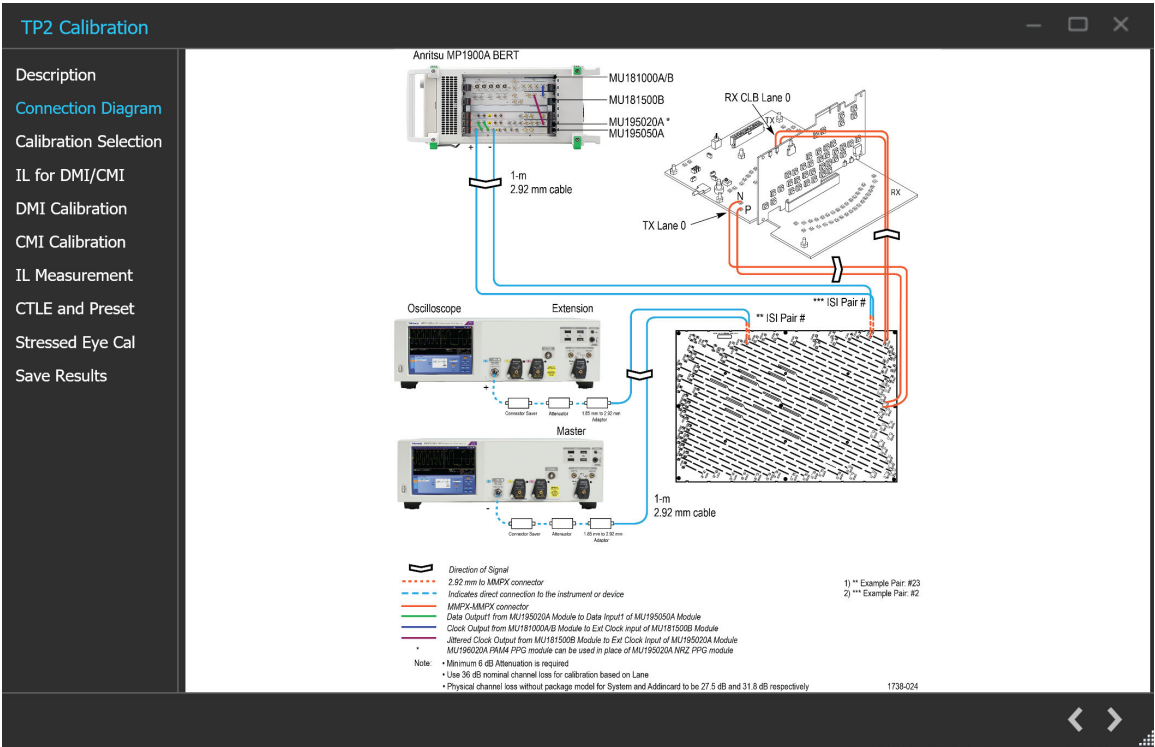 TP2 Calibration
Description
Connection Diagram
Calibration Selection
IL for DMI/CMI
DMI Calibration
CMI Calibration
IL Measurement
CTLE and Preset
Stressed Eye Cal
Save Results
Anritsu MP1900A BERT
MU181000A/B
MU181500B
MU195020A *
MU195050A
+
-
1-m
2.92 mm cable
RX CLB Lane 0
TX
RX
N
P
TX Lane 0
*** ISI Pair #
** ISI Pair #
Oscilloscope
Extension
+
Connector Saver
Attenuator
1.85 mm to 2.92 mm
Adaptor
Master
-
Connector Saver
Attenuator
1.85 mm to 2.92 mm
Adaptor
1-m
2.92 mm cable
Direction of Signal
2.92 mm to MMPX connector
Indicates direct connection to the instrument or device
MMPX-MMPX connector
Data Output1 from MU195020A Module to Data Input1 of MU195050A Module
Clock Output from MU181000A/B Module to Ext Clock input of MU181500B Module
Jittered Clock Output from MU181500B Module to Ext Clock Input of MU195020A Module
* MU196020A PAM4 PPG module can be used in place of MU195020A NRZ PPG module
1) ** Example Pair: #23
2) *** Example Pair: #2
Note: • Minimum 6 dB Attenuation is required
• Use 36 dB nominal channel loss for calibration based on Lane
• Physical channel loss without package model for System and Addincard to be 27.5 dB and 31.8 dB respectively
1738-024